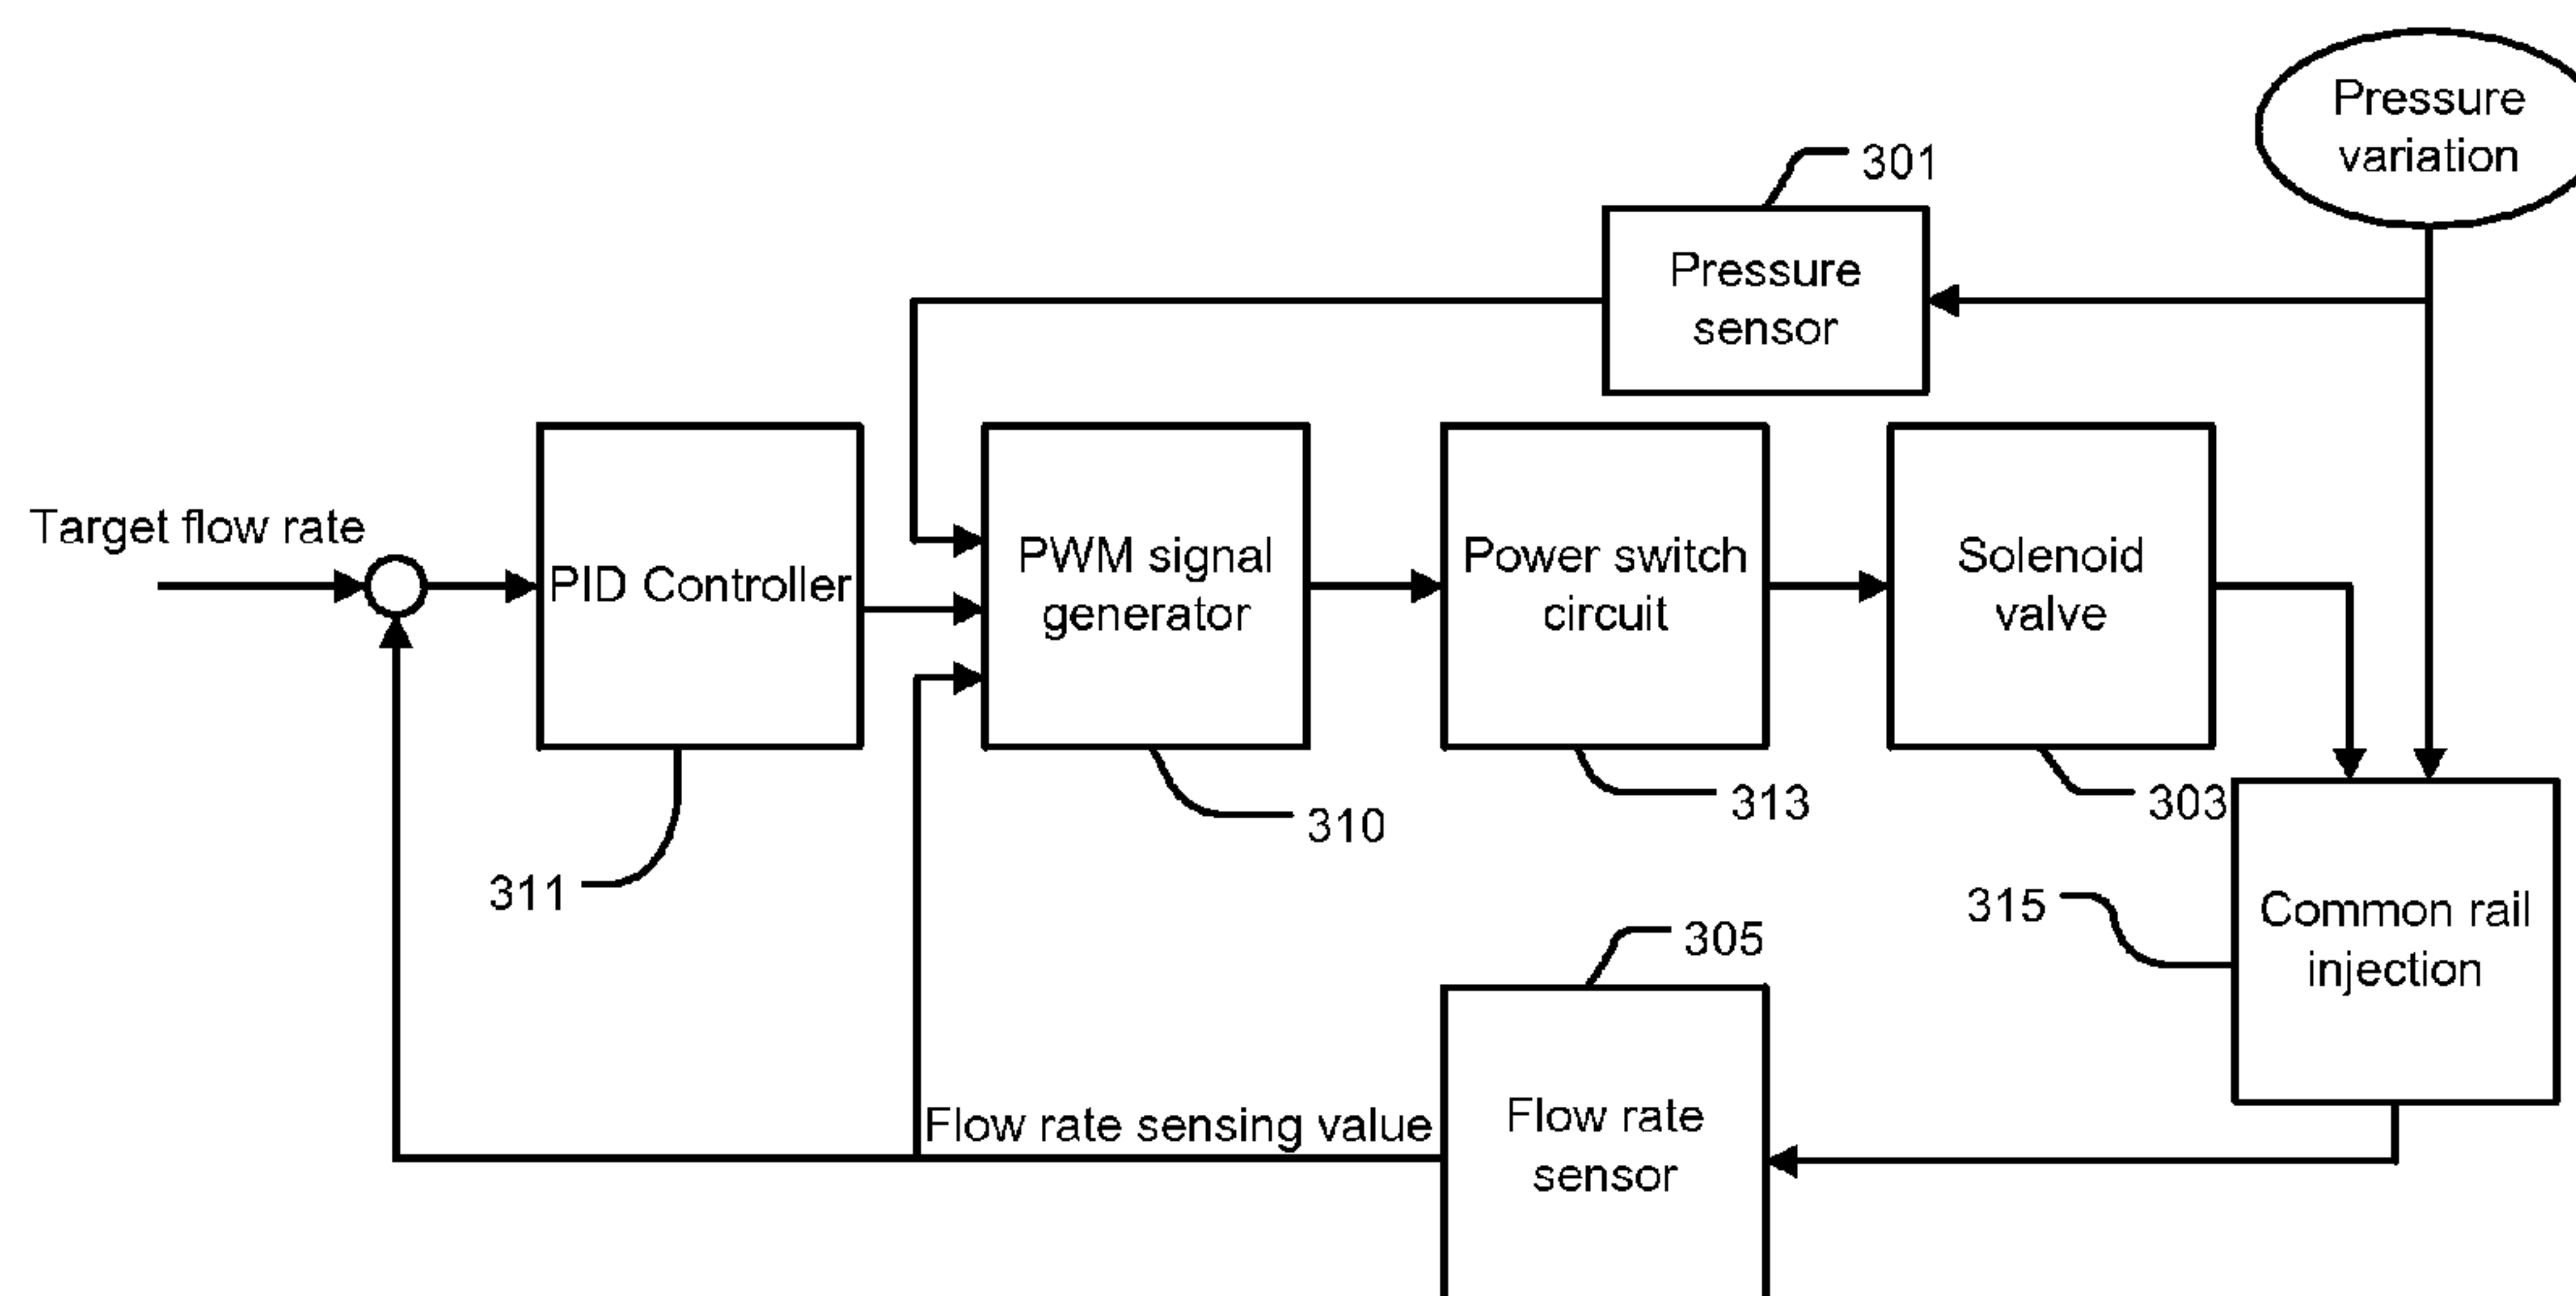 Pressure
variation
301
Pressure
sensor
Target flow rate
PID Controller
PWM signal
generator
Power switch
circuit
Solenoid
valve
311
310
313
303
315
Common rail
injection
305
Flow rate sensing value
Flow rate
sensor